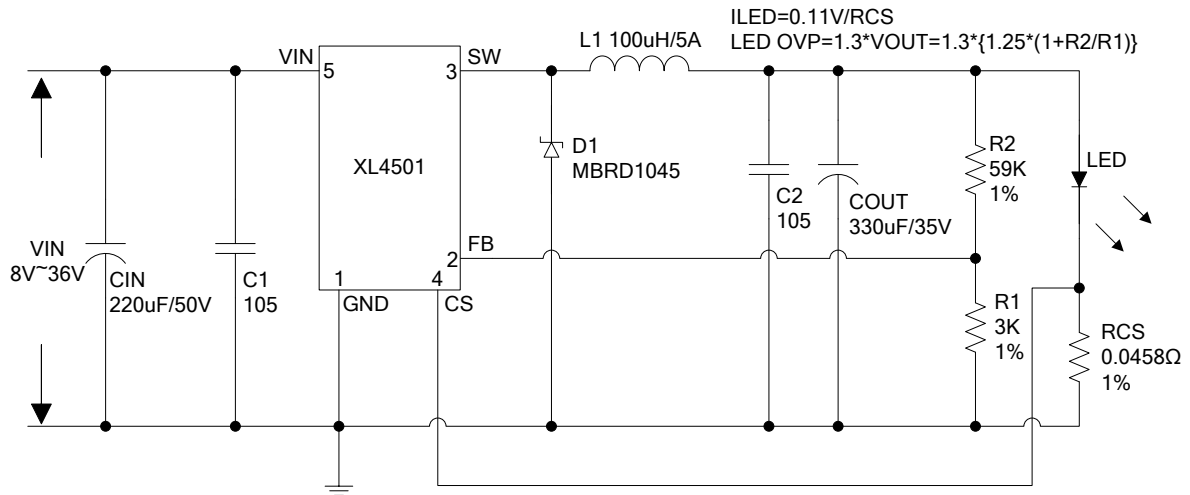 ILED=0.11V/RCS
LED OVP=1.3*VOUT=1.3*{1.25*(1+R2/R1)}
L1 100uH/5A
VIN
5
3
SW
XL4501
D1
MBRD1045
R2
59K
1%
LED
C2
105
COUT
330uF/35V
FB
2
VIN
8V~36V
CIN
220uF/50V
C1
105
1
GND
4
CS
R1
3K
1%
RCS
0.0458Ω
1%